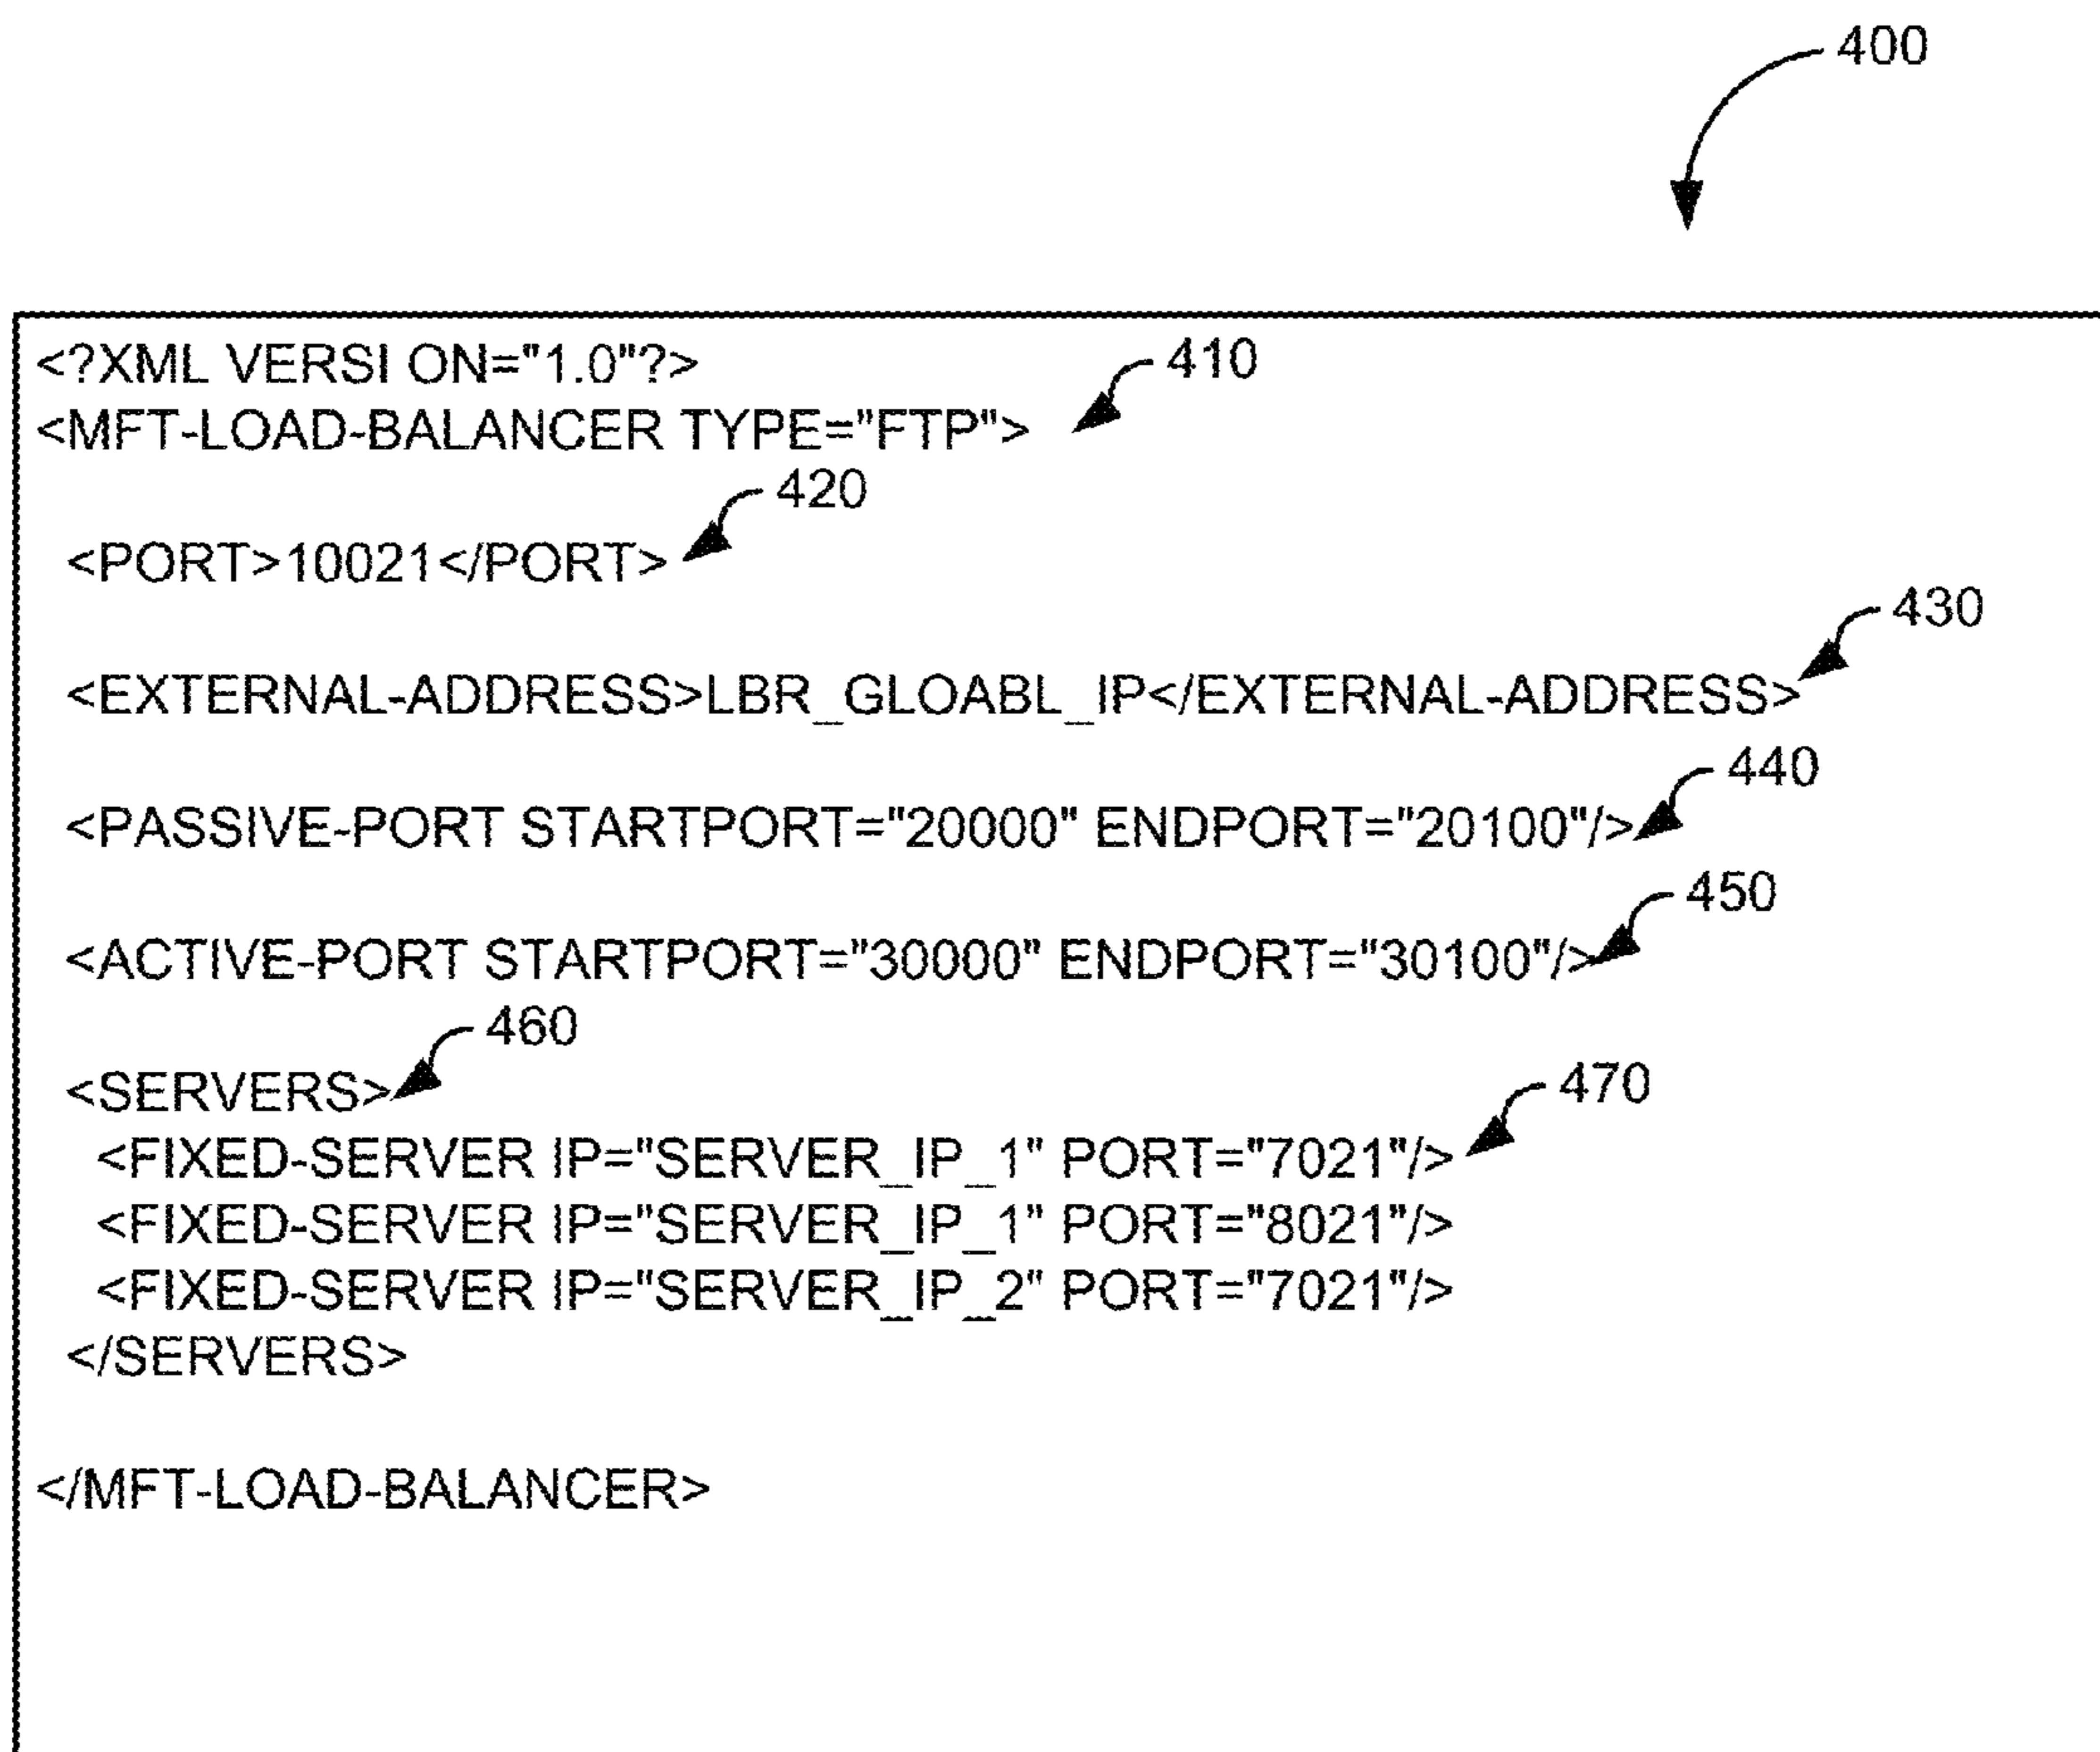 400
<?XML VERSI ON="1.0"?>
410
<MFT-LOAD-BALANCER TYPE="FTP">
420
<PORT>10021</PORT>
430
<EXTERNAL-ADDRESS>LBR_GLOABL_IP</EXTERNAL-ADDRESS>
440
<PASSIVE-PORT STARTPORT="20000" ENDPORT="20100"/>
450
<ACTIVE-PORT STARTPORT="30000" ENDPORT="30100"/>
460
<SERVERS>
470
<FIXED-SERVER IP="SERVER_IP_1" PORT="7021"/>
<FIXED-SERVER IP="SERVER_IP_1" PORT="8021"/>
<FIXED-SERVER IP="SERVER_IP_2" PORT="7021"/>
</SERVERS>
</MFT-LOAD-BALANCER>